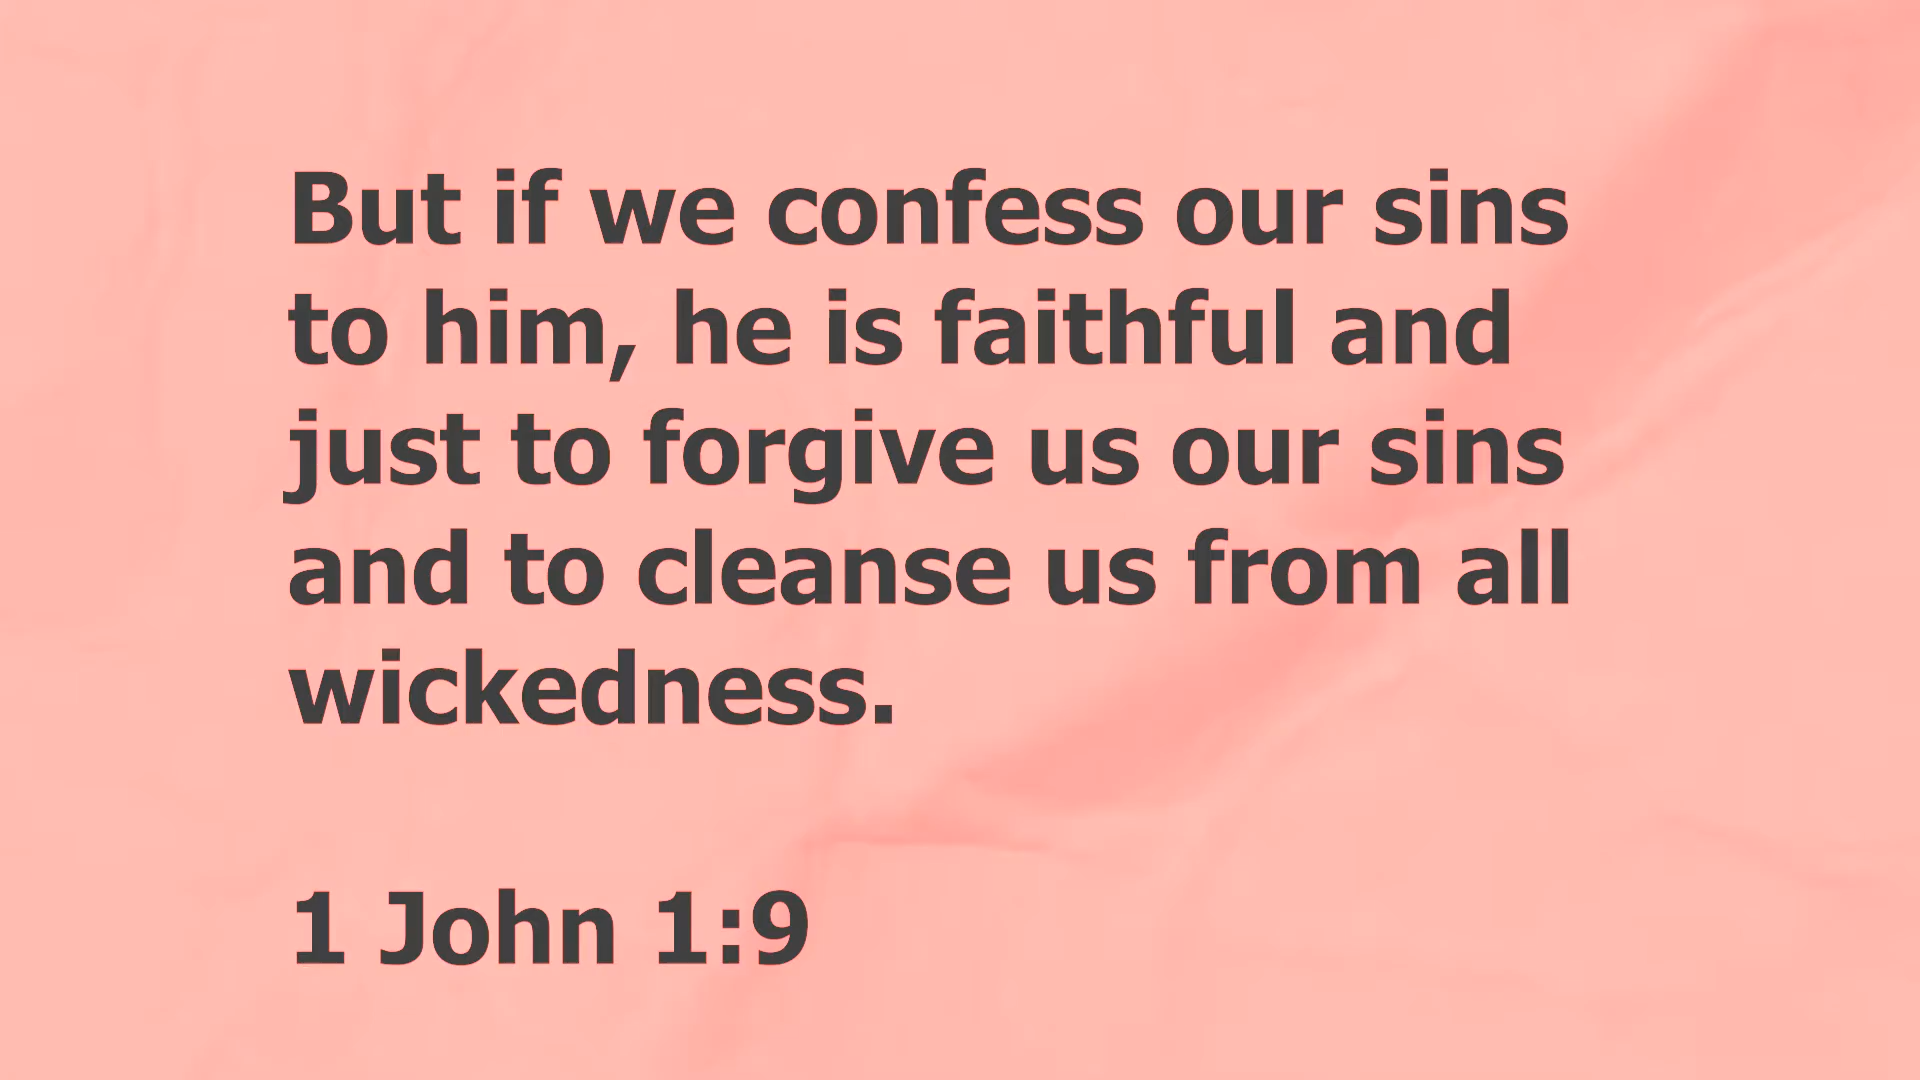 But if we confess our sins
to him, he is faithful and
just to forgive us our sins
and to cleanse us from all
wickedness.
1 John 1:9